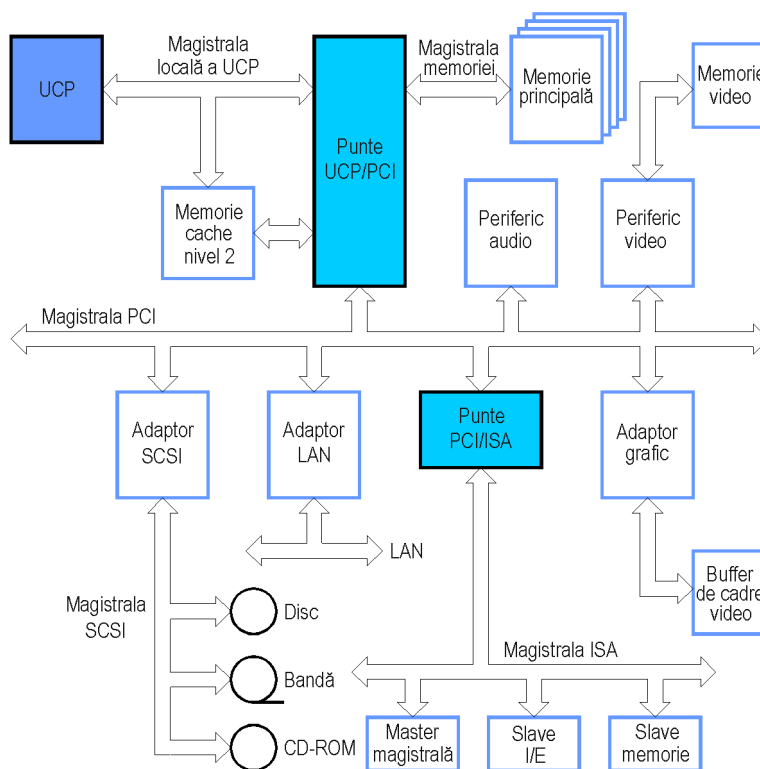 UCP
Magistrala
locală a UCP
Punte
UCP/PCI
Magistrala
memoriei
Memorie
principală
Memorie
video
Memorie
cache
nivel 2
Periferic
audio
Periferic
video
Magistrala PCI
Adaptor
SCSI
Adaptor
LAN
Punte
PCI/ISA
Adaptor
grafic
LAN
Magistrala
SCSI
Disc
Bandă
CD-ROM
Buffer
de cadre
video
Magistrala ISA
Master
magistrală
Slave
I/E
Slave
memorie